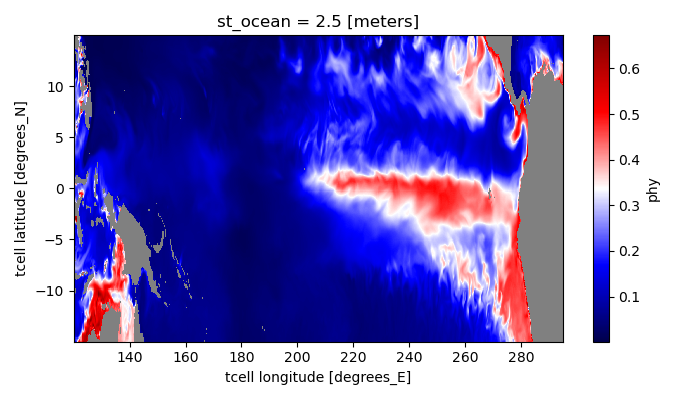 st_ocean = 2.5 [meters]
tcell latitude [degrees_N]
10
5
0
−5
−10
140 160 180 200 220 240 260 280
tcell longitude [degrees_E]
0.6
0.5
0.4
0.3
0.2
0.1
phy